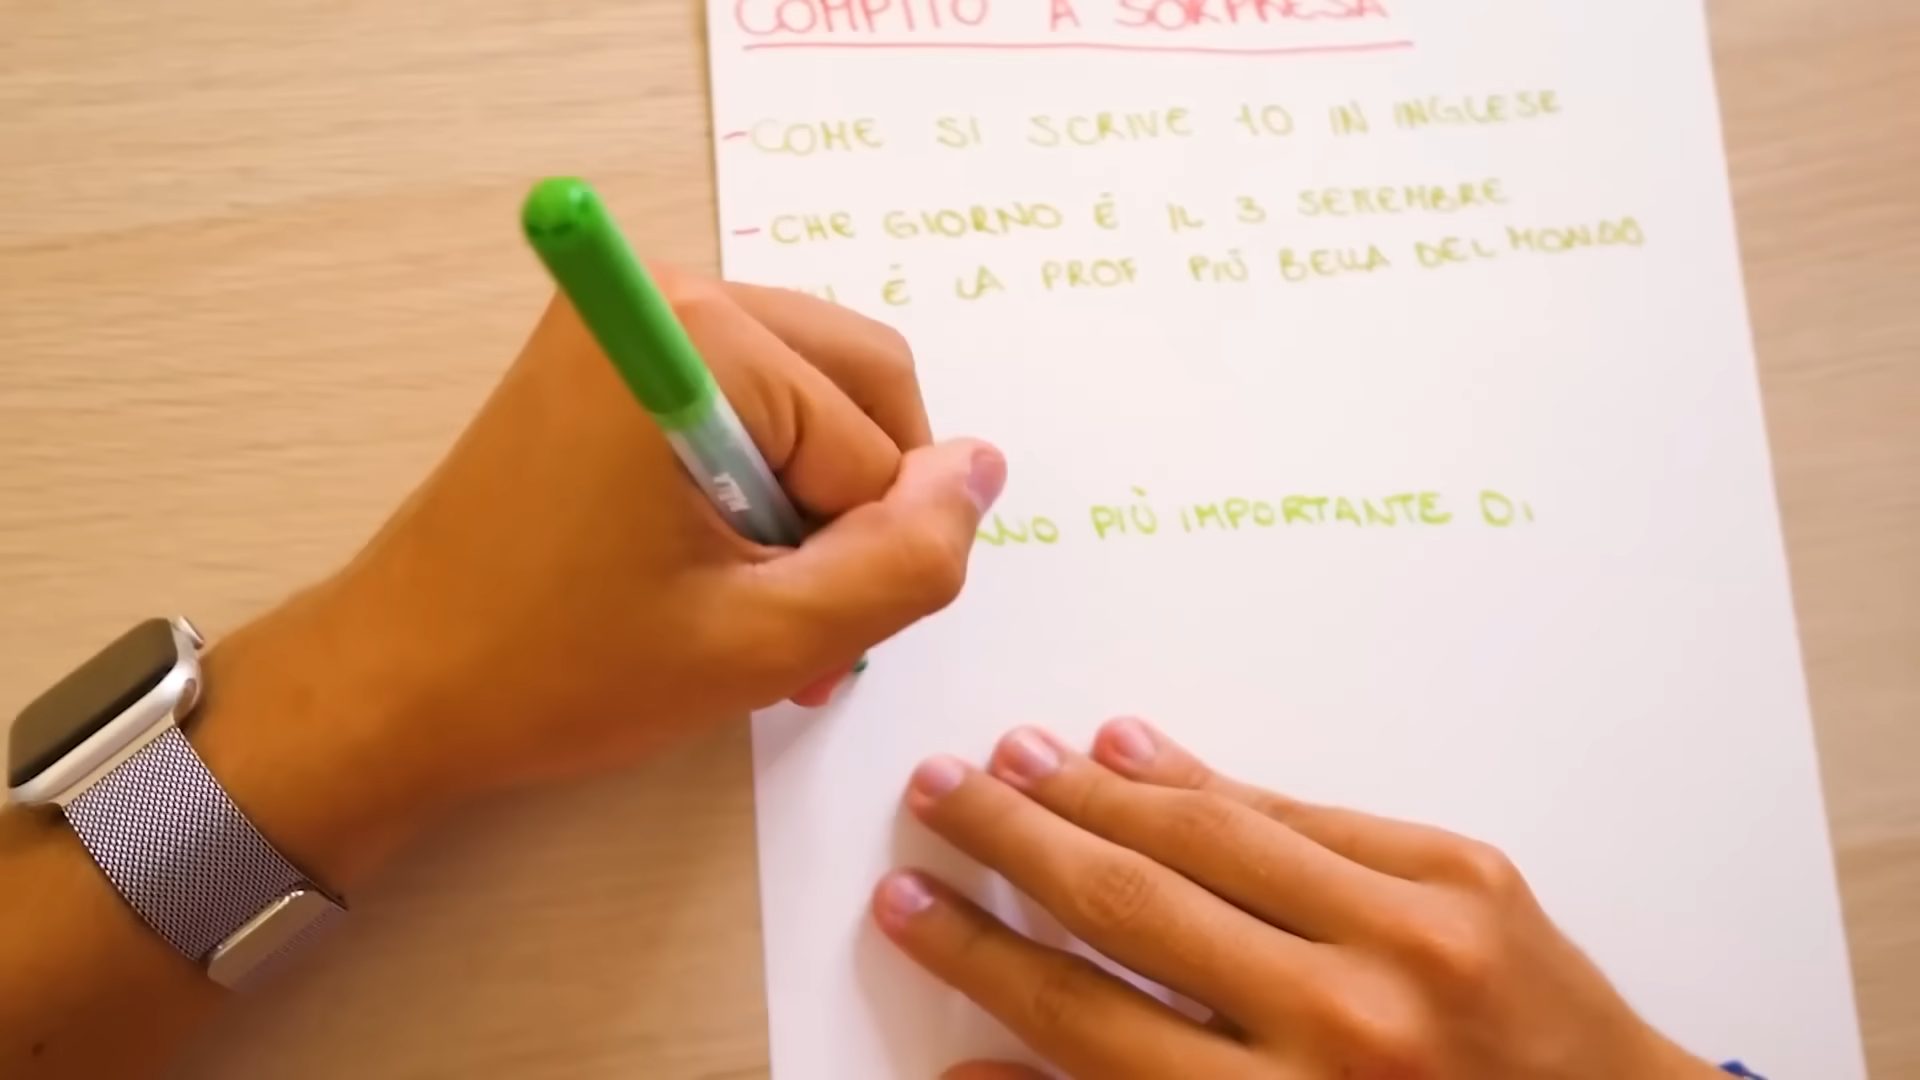 COMPITO A SORPRESA
- COME SI SCRIVE 10 IN INGLESE
- CHE GIORNO È IL 3 SETTEMBRE
È LA PROF PIÙ BELLA DEL MONDO
PIÙ IMPORTANTE DI